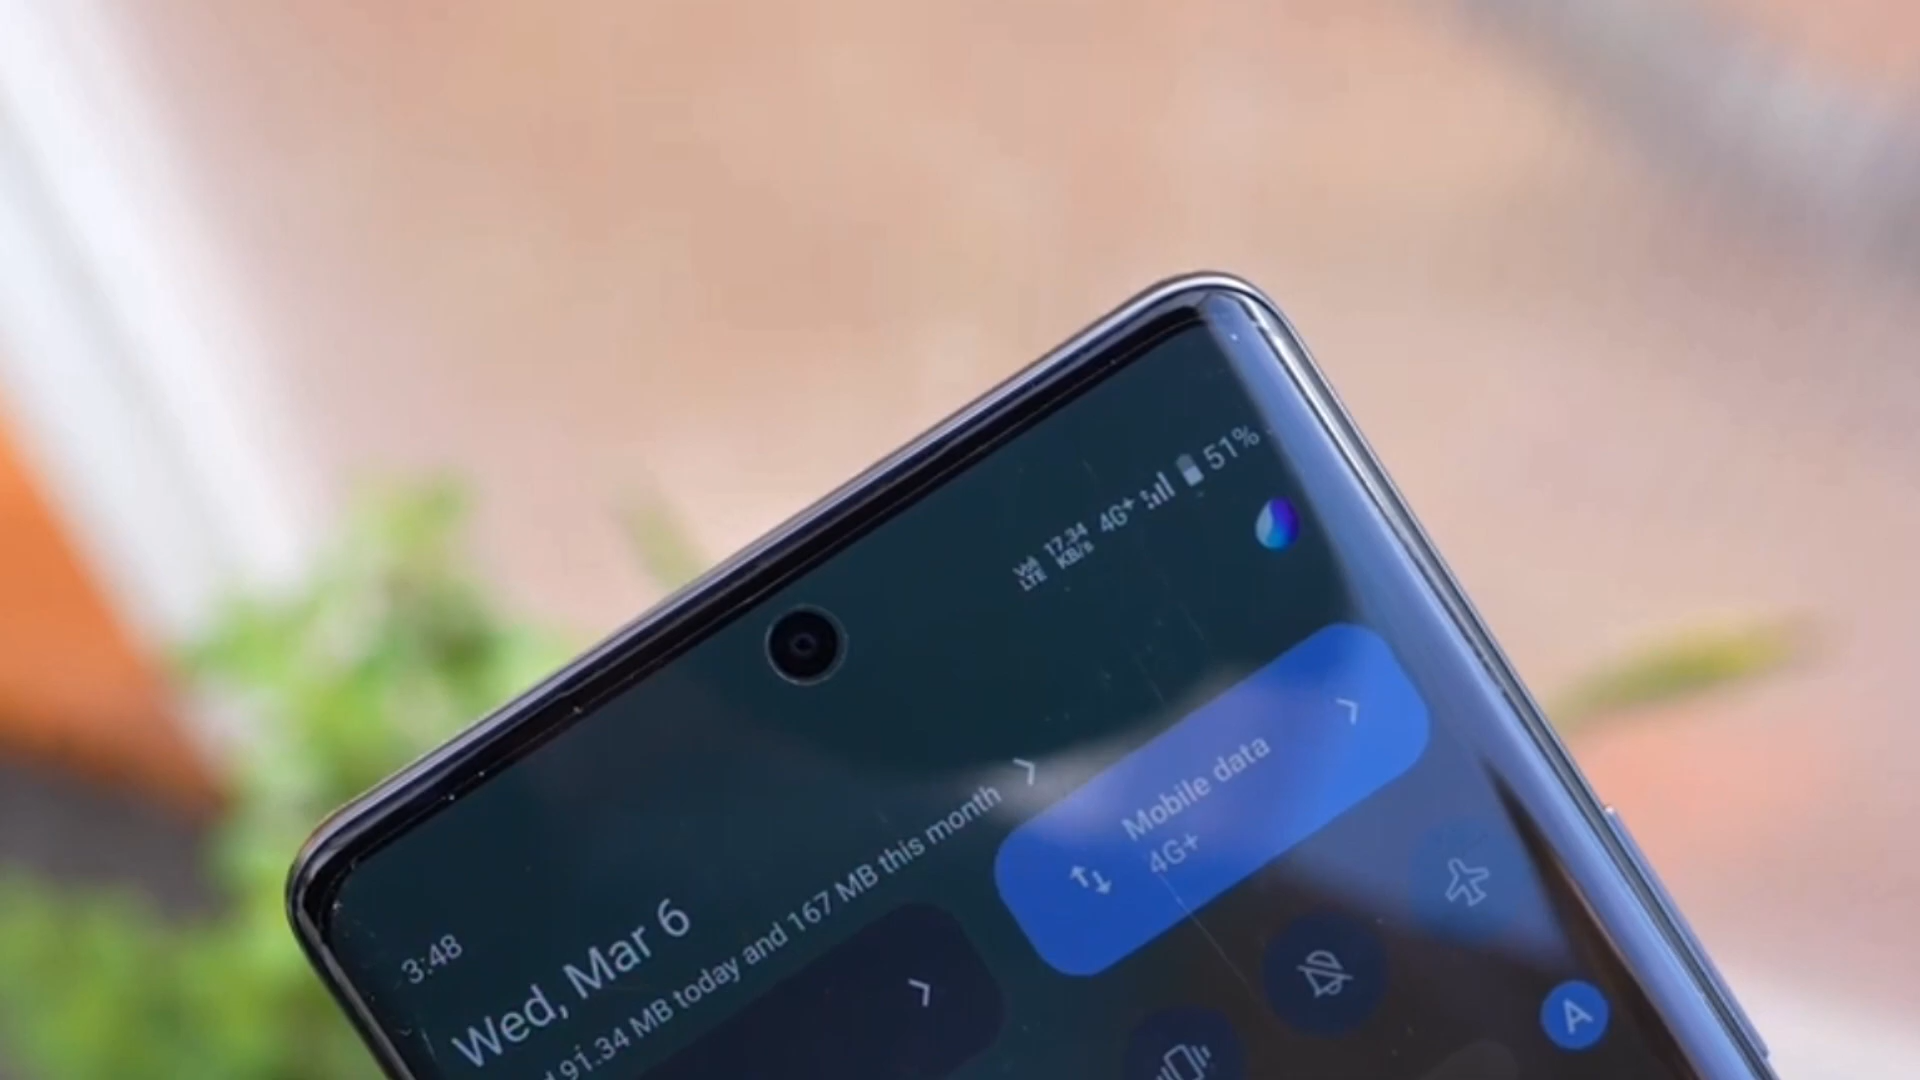 3:48
Vo LTE 17.34 KB/s 4G+ 51%
Wed, Mar 6
91.34 MB today and 167 MB this month
Mobile data
4G+
A